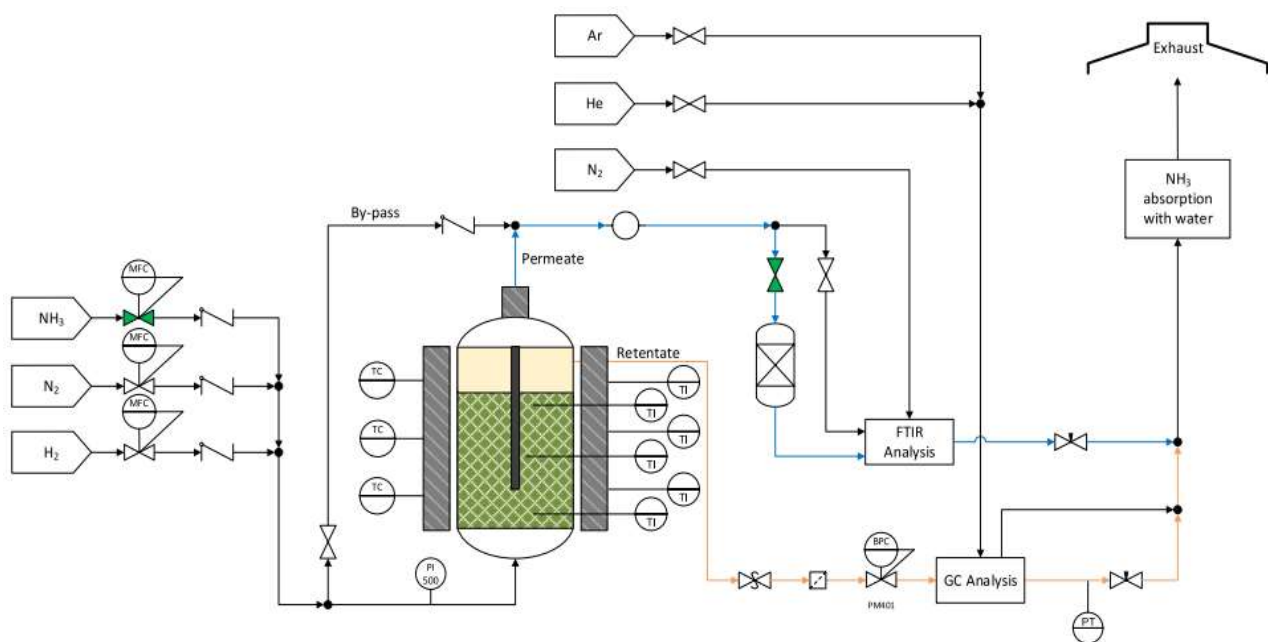 Ar
Exhaust
He
N₂
NH₃
absorption
with water
By-pass
Permeate
MFC
NH₃
MFC
N₂
MFC
H₂
Retentate
TC
TI
TI
TC
TI
TI
TC
TI
TI
FTIR
Analysis
PI
500
BPC
PM401
GC Analysis
PT